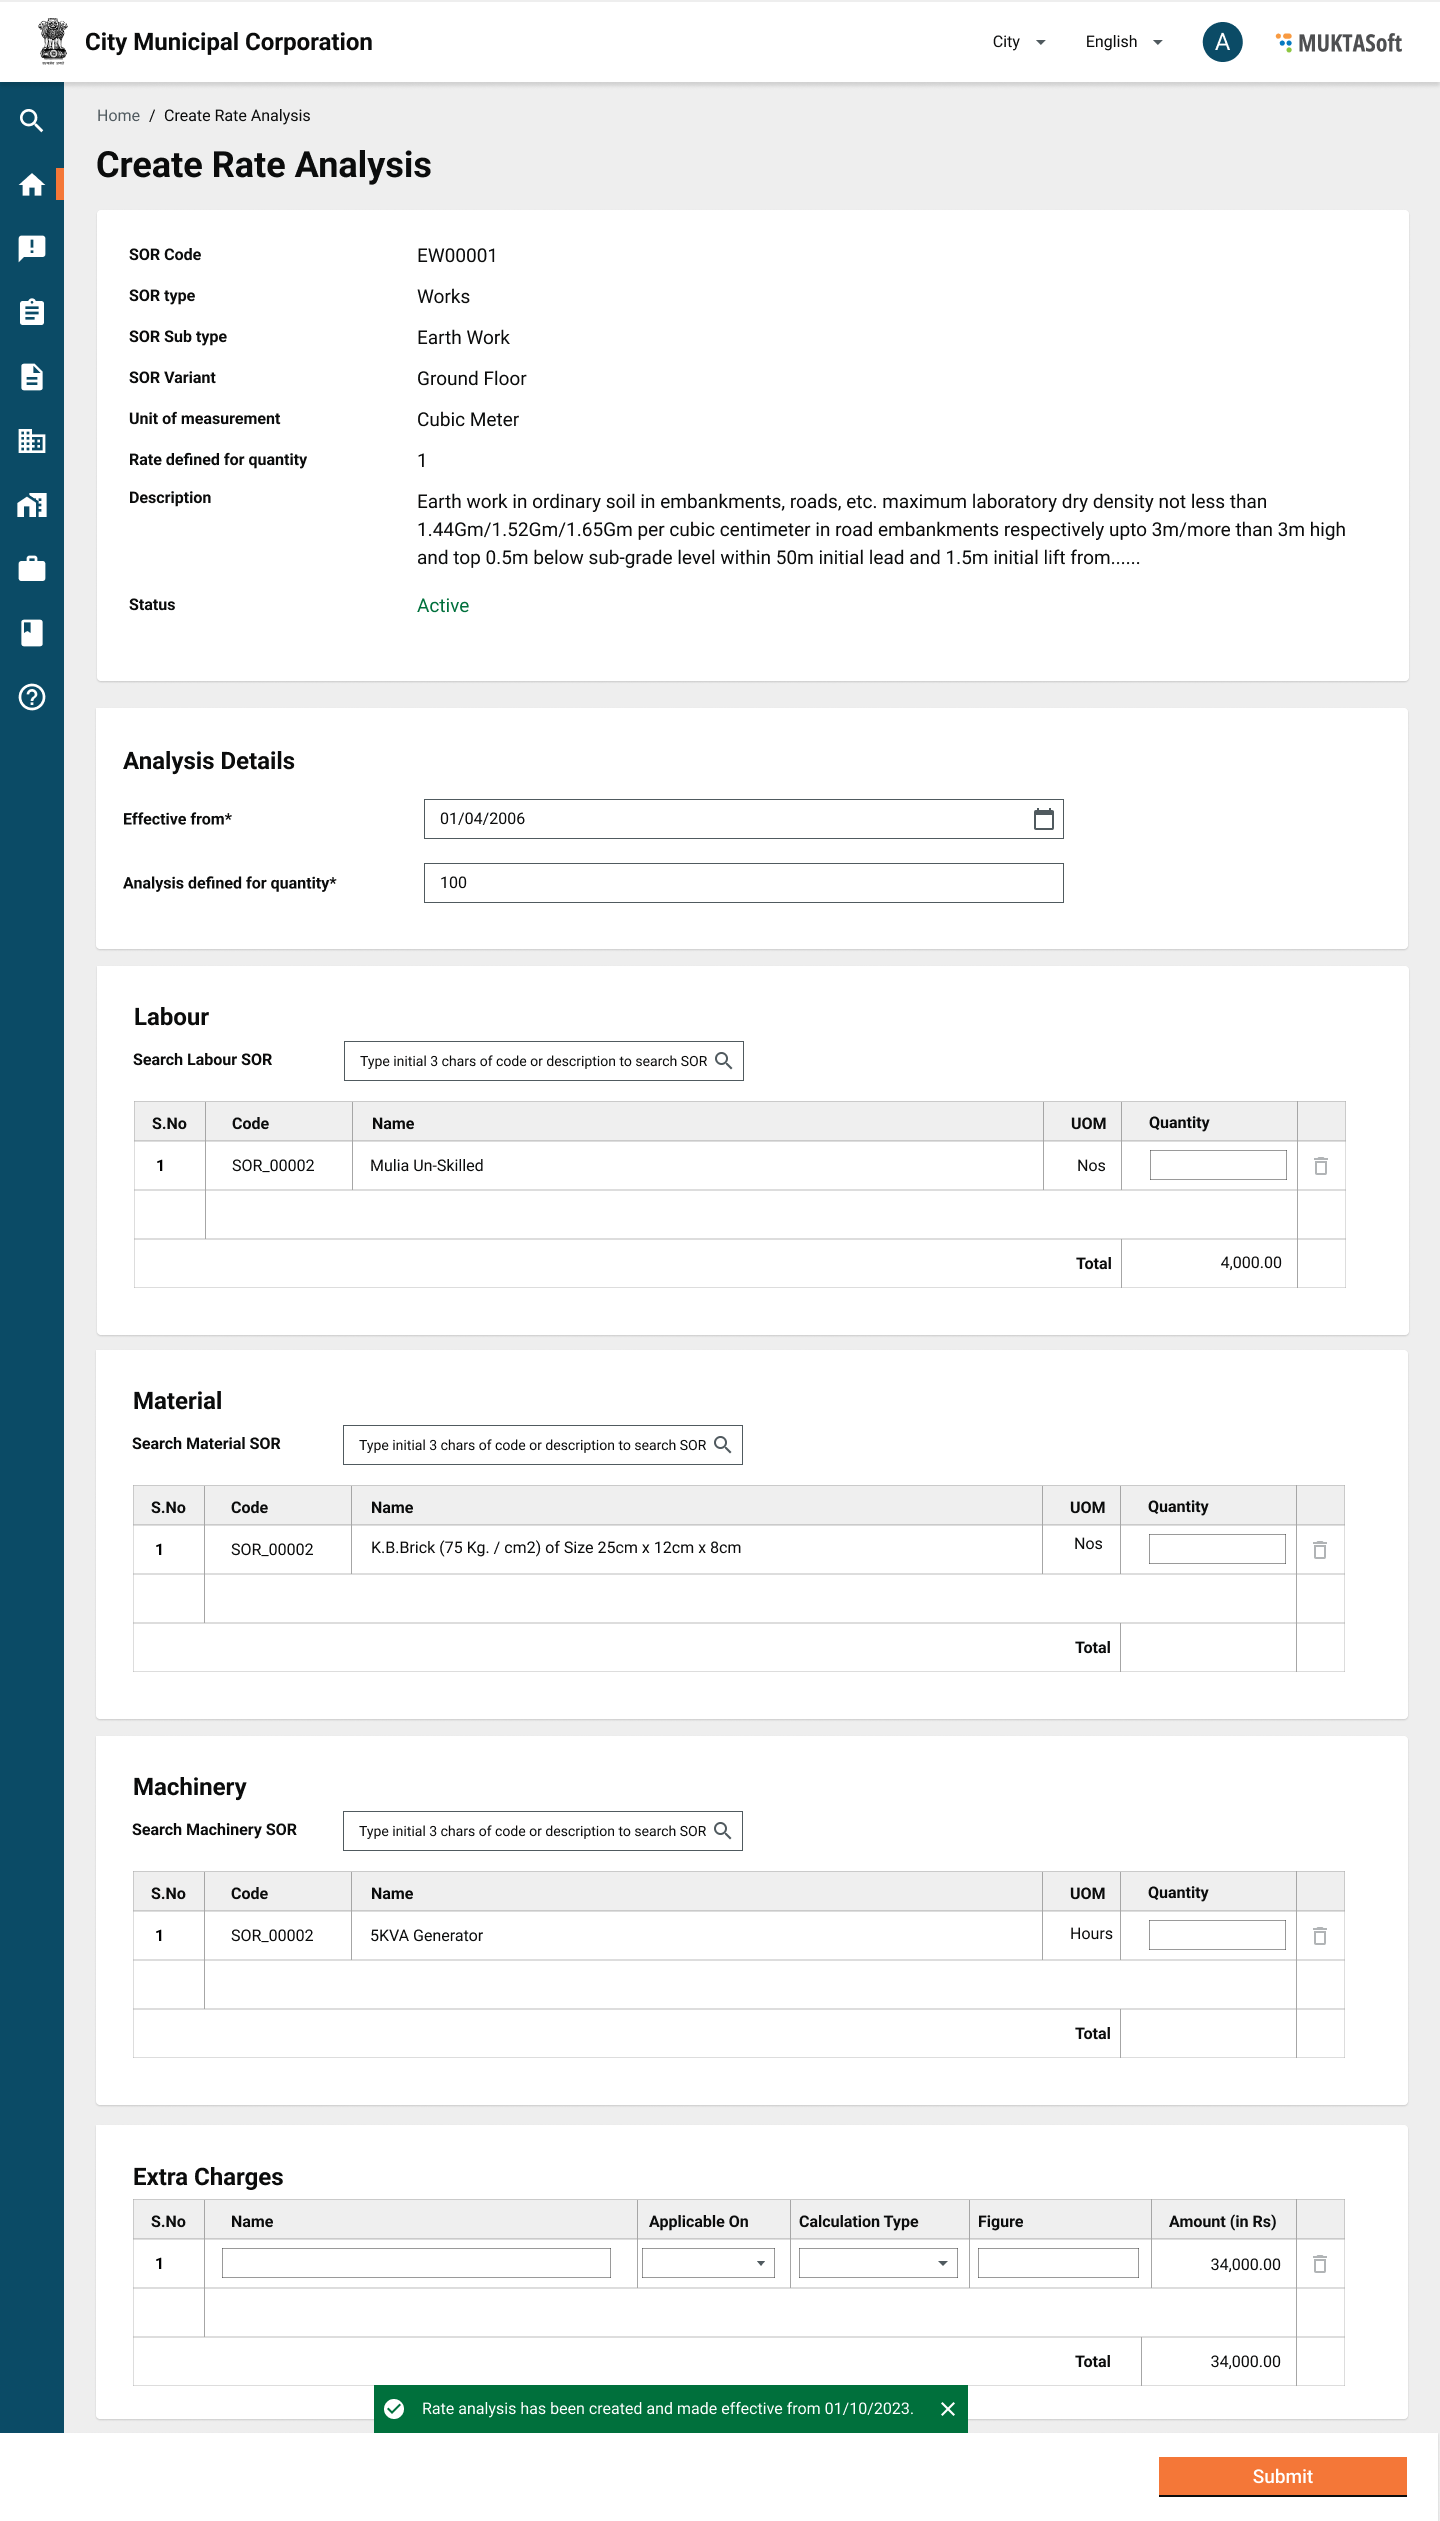 City Municipal Corporation
City
English
A
MUKTASoft
Home / Create Rate Analysis
Create Rate Analysis
SOR Code EW00001
SOR type Works
SOR Sub type Earth Work
SOR Variant Ground Floor
Unit of measurement Cubic Meter
Rate defined for quantity 1
Description Earth work in ordinary soil in embankments, roads, etc. maximum laboratory dry density not less than
1.44Gm/1.52Gm/1.65Gm per cubic centimeter in road embankments respectively upto 3m/more than 3m high
and top 0.5m below sub-grade level within 50m initial lead and 1.5m initial lift from......
Status Active
Analysis Details
Effective from* 01/04/2006
Analysis defined for quantity* 100
Labour
Search Labour SOR Type initial 3 chars of code or description to search SOR
S.No Code Name UOM Quantity
1 SOR_00002 Mulia Un-Skilled Nos
Total 4,000.00
Material
Search Material SOR Type initial 3 chars of code or description to search SOR
S.No Code Name UOM Quantity
1 SOR_00002 K.B.Brick (75 Kg. / cm2) of Size 25cm x 12cm x 8cm Nos
Total
Machinery
Search Machinery SOR Type initial 3 chars of code or description to search SOR
S.No Code Name UOM Quantity
1 SOR_00002 5KVA Generator Hours
Total
Extra Charges
S.No Name Applicable On Calculation Type Figure Amount (in Rs)
1 34,000.00
Total 34,000.00
Rate analysis has been created and made effective from 01/10/2023.
Submit